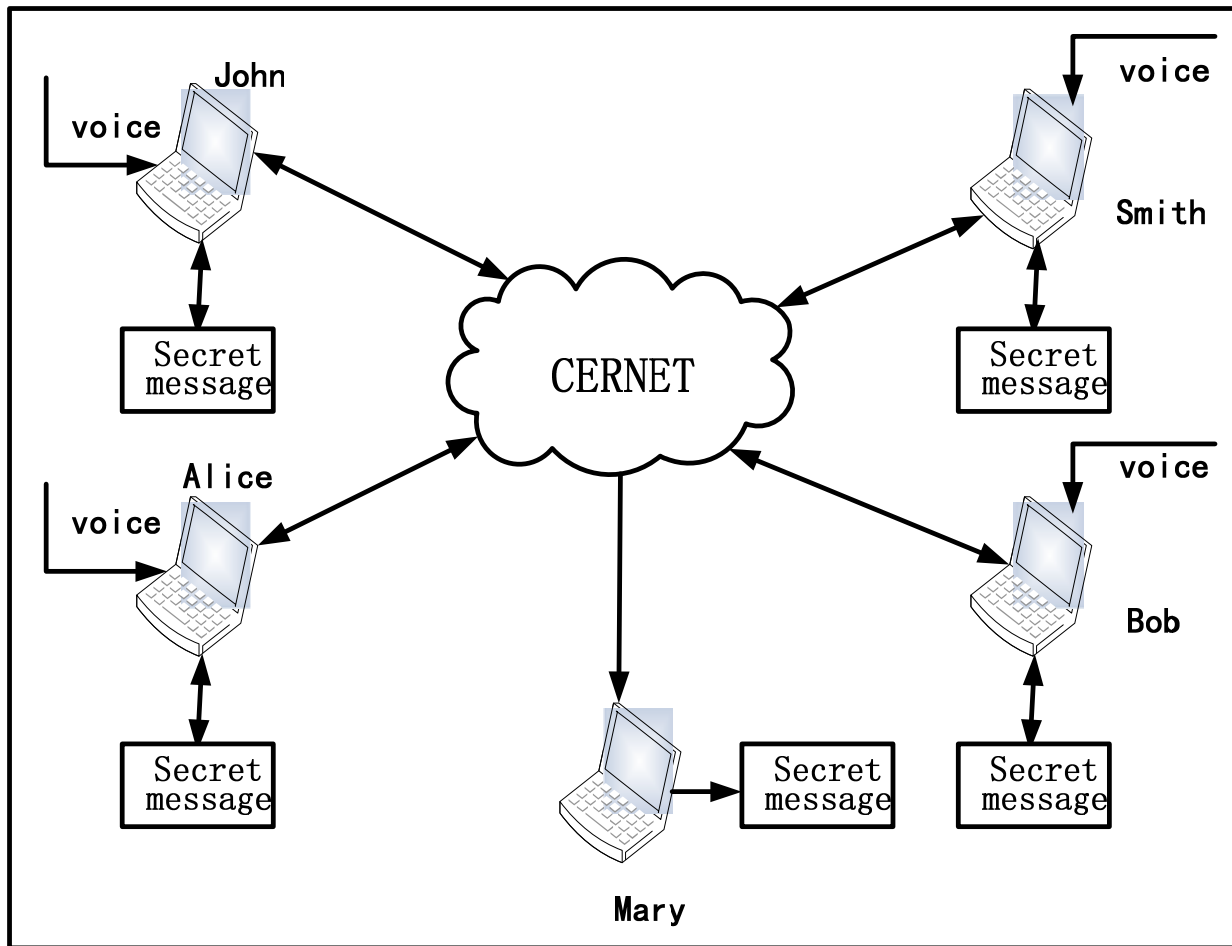 John
voice
voice
Smith
Secret
message
CERNET
Secret
message
Alice
voice
voice
Bob
Secret
message
Secret
message
Secret
message
Mary